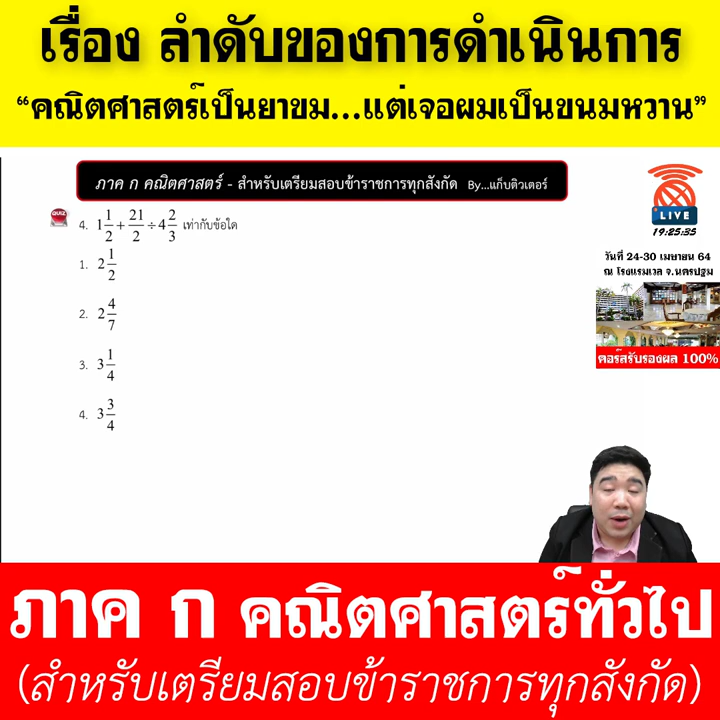 เรื่อง ลำดับของการดำเนินการ
“คณิตศาสตร์เป็นยาขม...แต่เจอผมเป็นขนมหวาน”
ภาค ก คณิตศาสตร์ - สำหรับเตรียมสอบข้าราชการทุกสังกัด By...แก็บติวเตอร์
QUIZ
4. 1 1/2 + 21/2 ÷ 4 2/3 เท่ากับข้อใด
1. 2 1/2
2. 2 4/7
3. 3 1/4
4. 3 3/4
LIVE
19:25:35
วันที่ 24-30 เมษายน 64
ณ โรงแรมเวล จ.นครปฐม
คอร์สรับรองผล 100%
ภาค ก คณิตศาสตร์ทั่วไป
(สำหรับเตรียมสอบข้าราชการทุกสังกัด)